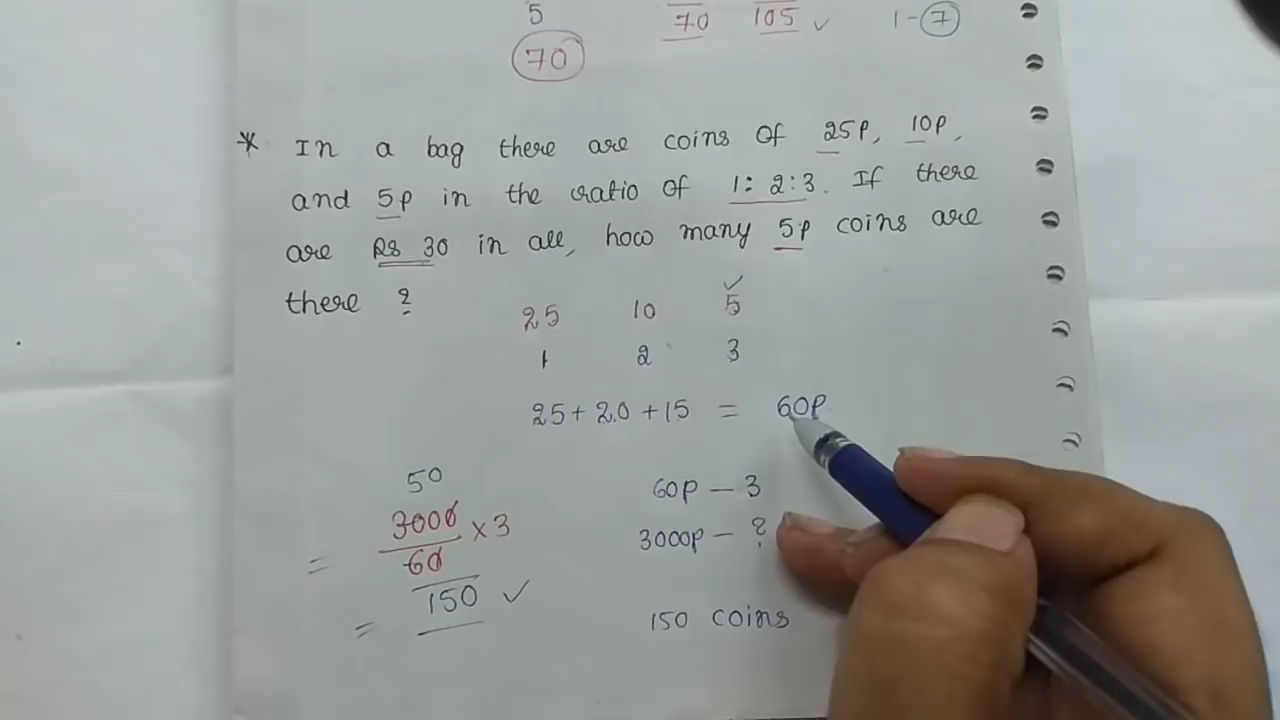 5
70 105 ✓ 1-7
70
* In a bag there are coins of 25P, 10P,
and 5P in the ratio of 1:2:3. If there
are Rs 30 in all, how many 5P coins are
there ?
✓
25 10 5
1 2 3
25+20+15 = 60P
50
60P — 3
= 3000/60 × 3
3000P — ?
= 150 ✓
150 coins